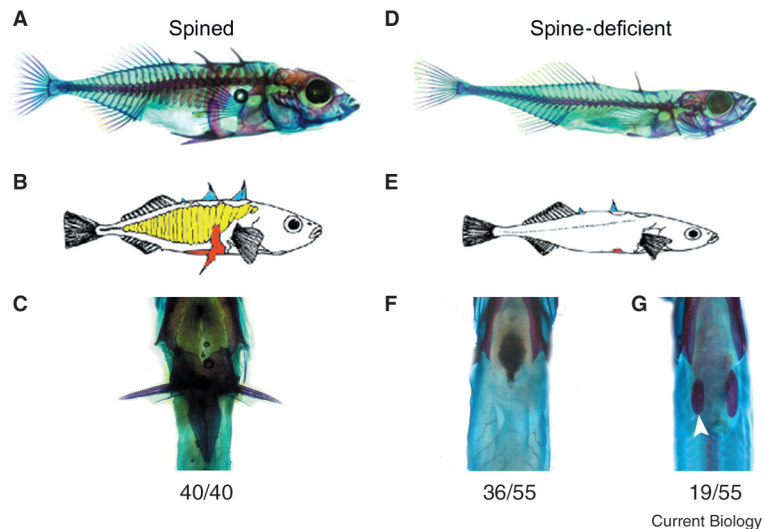 A
Spined
D
Spine-deficient
B
E
C
F
G
40/40
36/55
19/55
Current Biology